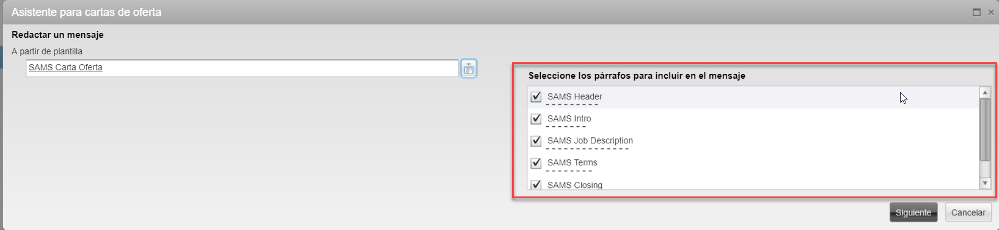 Asistente para cartas de oferta
Redactar un mensaje
A partir de plantilla
SAMS Carta Oferta
Seleccione los párrafos para incluir en el mensaje
SAMS Header
SAMS Intro
SAMS Job Description
SAMS Terms
SAMS Closing
Siguiente
Cancelar